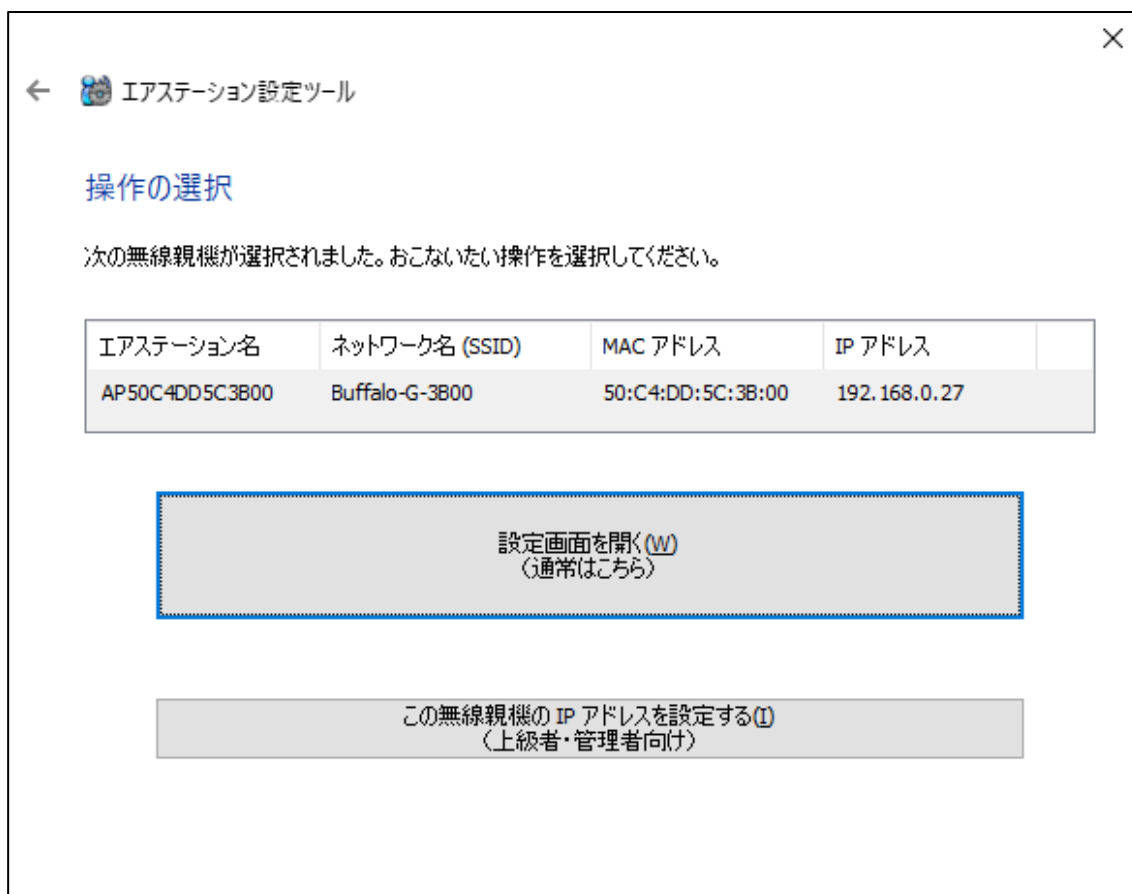 エアステーション設定ツール
操作の選択
次の無線親機が選択されました。おこないたい操作を選択してください。
エアステーション名 ネットワーク名 (SSID) MAC アドレス IP アドレス
AP50C4DD5C3B00 Buffalo-G-3B00 50:C4:DD:5C:3B:00 192.168.0.27
設定画面を開く(W)
(通常はこちら)
この無線親機の IP アドレスを設定する(I)
(上級者・管理者向け)